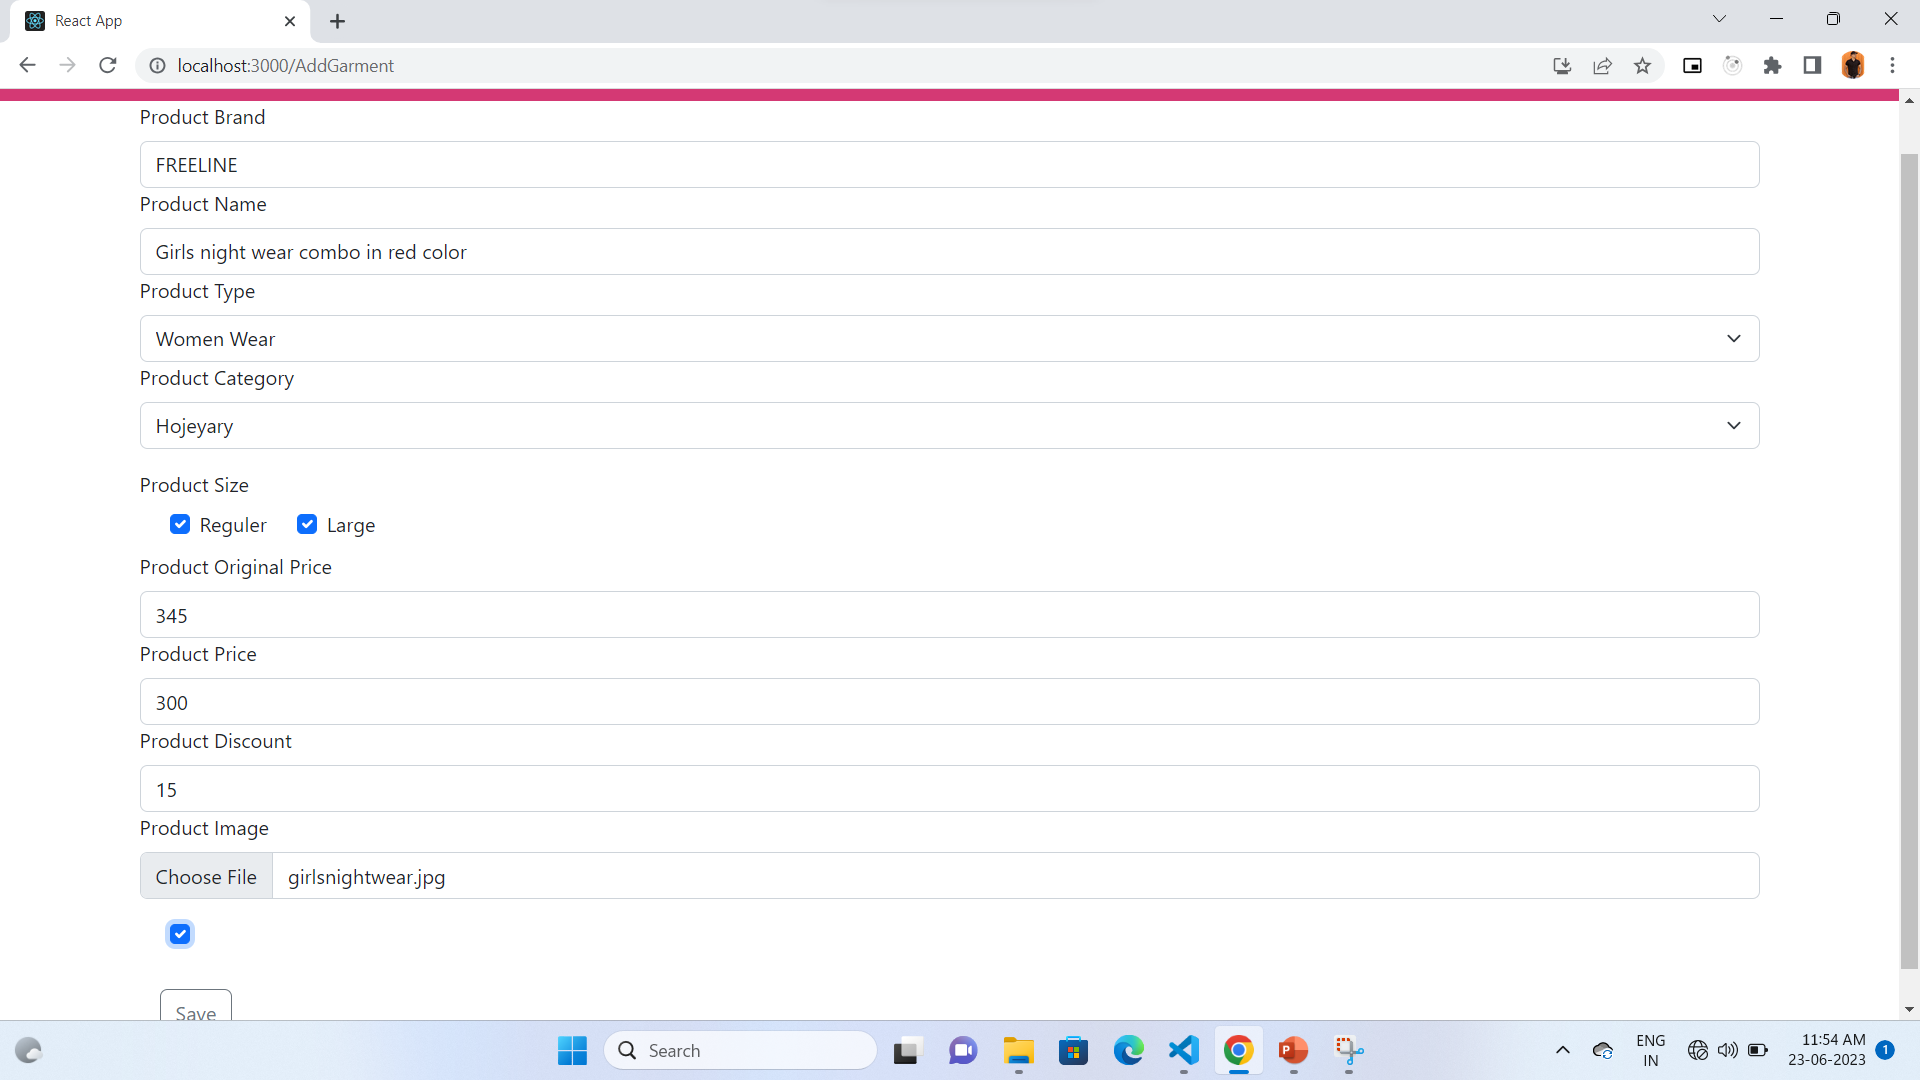 React App
localhost:3000/AddGarment
Product Brand
FREELINE
Product Name
Girls night wear combo in red color
Product Type
Women Wear
Product Category
Hojeyary
Product Size
Reguler Large
Product Original Price
345
Product Price
300
Product Discount
15
Product Image
Choose File girlsnightwear.jpg
Save
Search
P
ENG
IN
11:54 AM
23-06-2023
1